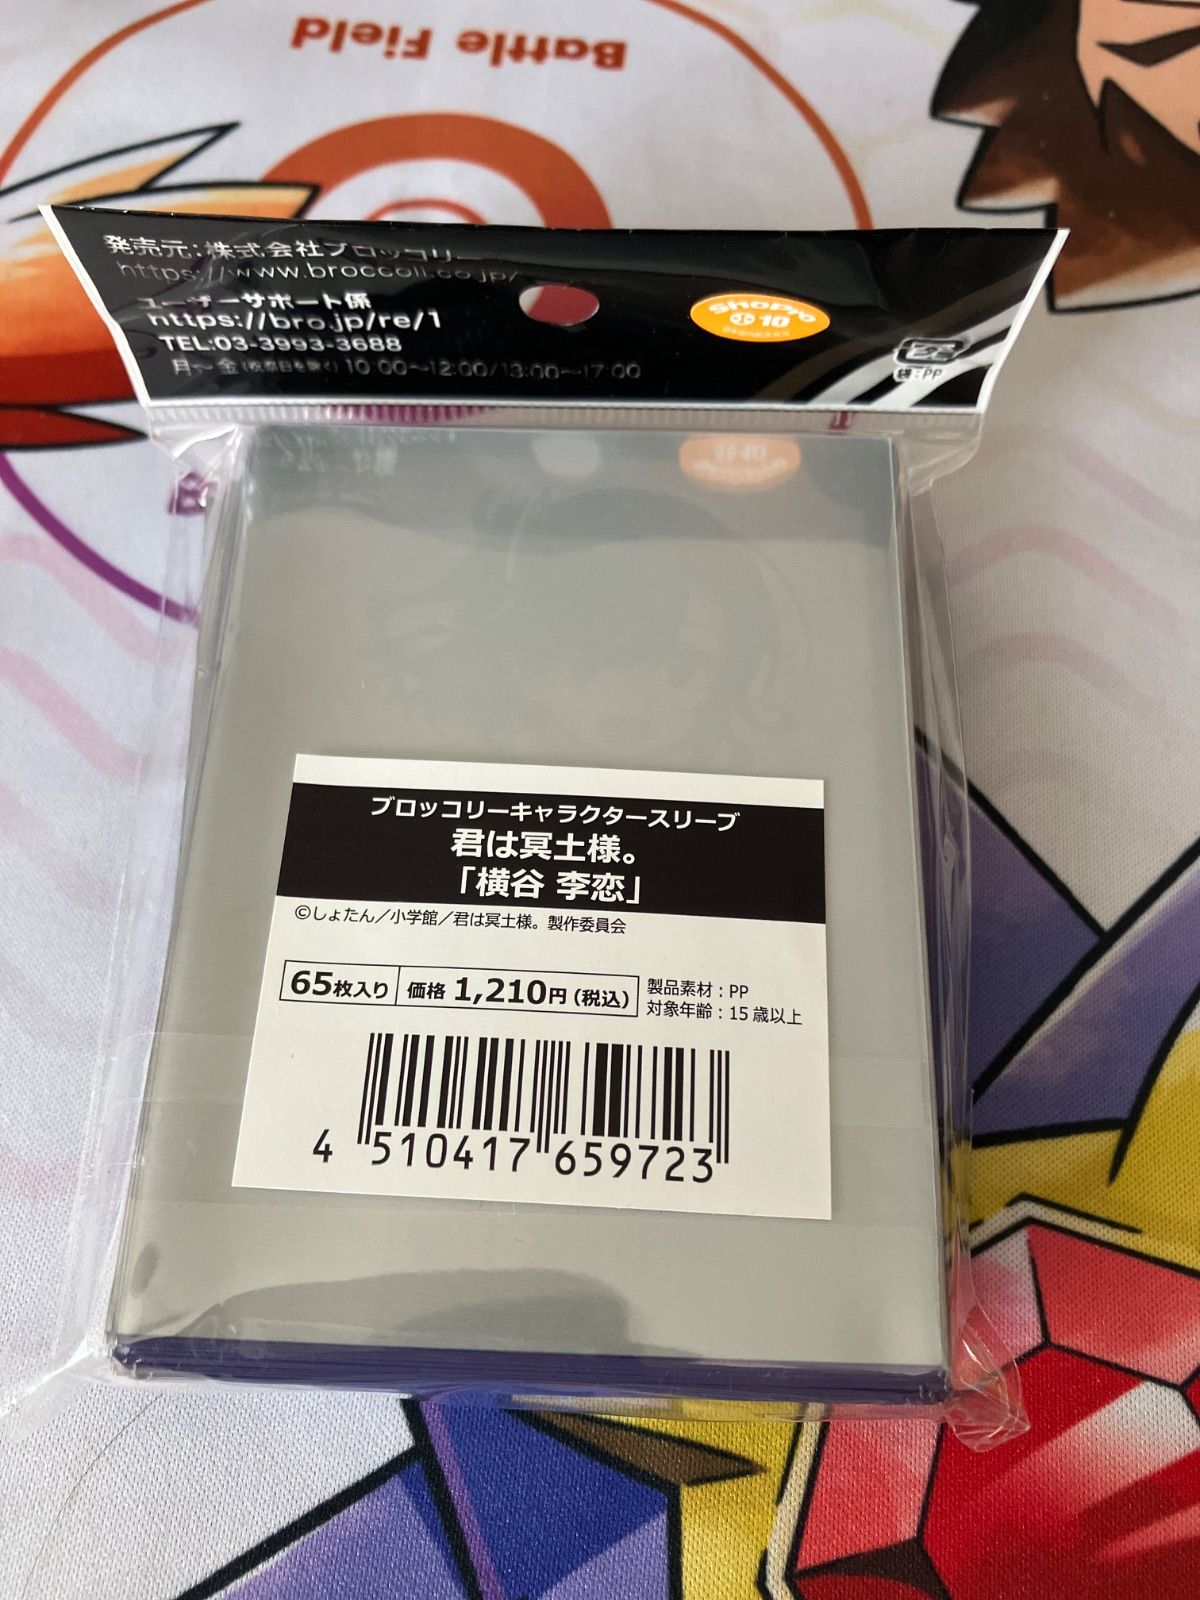 Battle Field
発売元:株式会社ブロッコリー
https://www.broccoli.co.jp/
ユーザーサポート係
https://bro.jp/re/1
TEL:03-3993-3688
月~金(祝祭日を除く)10:00~12:00/13:00~17:00
ShoPro
10
袋:PP
ブロッコリーキャラクタースリーブ
君は冥土様。
「横谷 李恋」
©しょたん/小学館/君は冥土様。製作委員会
65枚入り 価格 1,210円(税込) 製品素材:PP
対象年齢:15歳以上
4 510417 659723